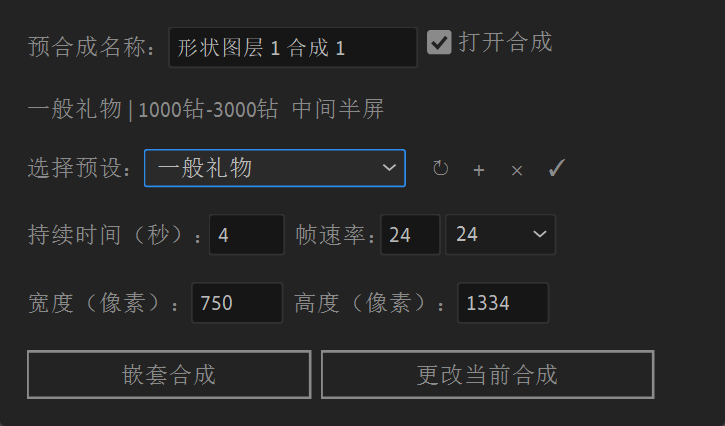 预合成名称: 形状图层 1 合成 1 打开合成
一般礼物 | 1000钻-3000钻 中间半屏
选择预设: 一般礼物 ↻ + × ✓
持续时间（秒）: 4 帧速率: 24 24
宽度（像素）: 750 高度（像素）: 1334
嵌套合成 更改当前合成